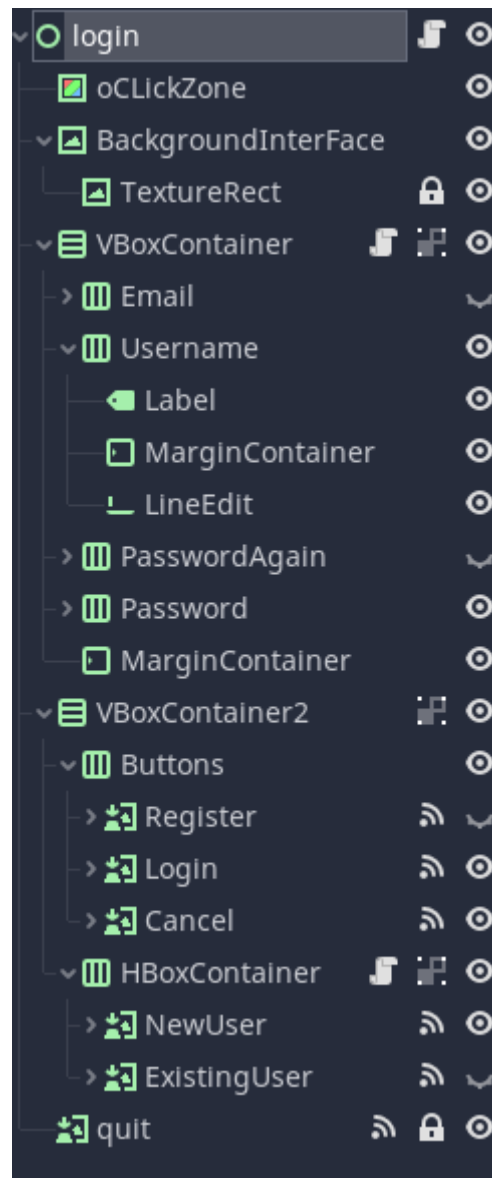 login
oCLickZone
BackgroundInterFace
TextureRect
VBoxContainer
Email
Username
Label
MarginContainer
LineEdit
PasswordAgain
Password
MarginContainer
VBoxContainer2
Buttons
Register
Login
Cancel
HBoxContainer
NewUser
ExistingUser
quit